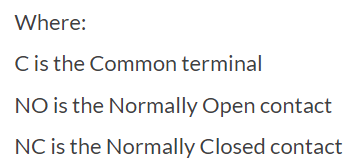 Where:
C is the Common terminal
NO is the Normally Open contact
NC is the Normally Closed contact